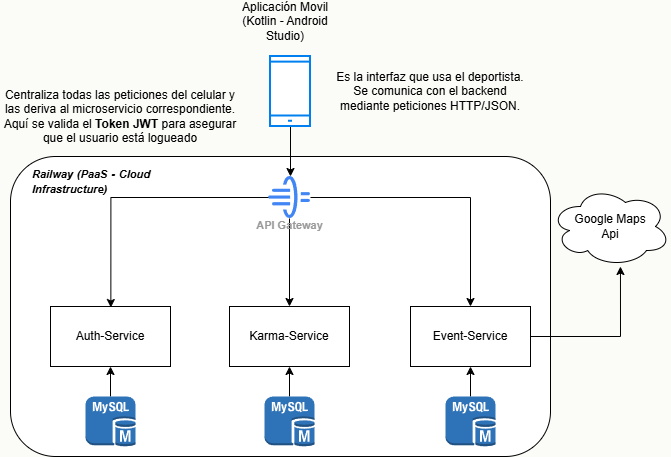 Aplicación Movil
(Kotlin - Android
Studio)
Centraliza todas las peticiones del celular y
las deriva al microservicio correspondiente.
Aquí se valida el Token JWT para asegurar
que el usuario está logueado
Es la interfaz que usa el deportista.
Se comunica con el backend
mediante peticiones HTTP/JSON.
Railway (PaaS - Cloud
Infrastructure)
API Gateway
Google Maps
Api
Auth-Service
Karma-Service
Event-Service
MySQL
M
MySQL
M
MySQL
M